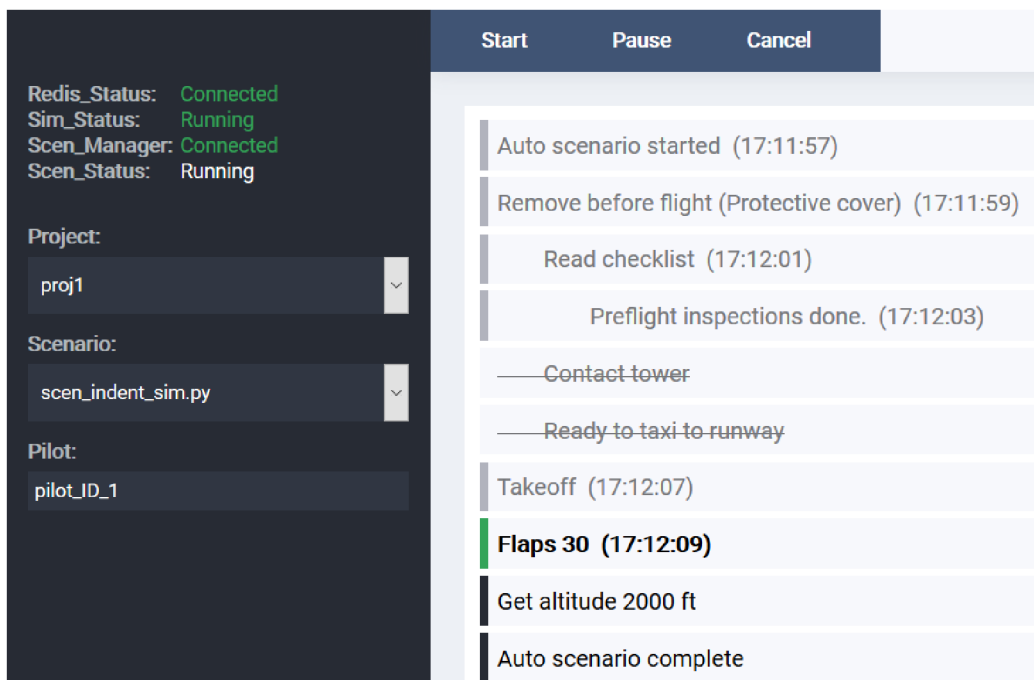 Start Pause Cancel
Redis_Status: Connected
Sim_Status: Running
Scen_Manager: Connected
Scen_Status: Running
Project:
proj1
Scenario:
scen_indent_sim.py
Pilot:
pilot_ID_1
Auto scenario started (17:11:57)
Remove before flight (Protective cover) (17:11:59)
Read checklist (17:12:01)
Preflight inspections done. (17:12:03)
Contact tower
Ready to taxi to runway
Takeoff (17:12:07)
Flaps 30 (17:12:09)
Get altitude 2000 ft
Auto scenario complete